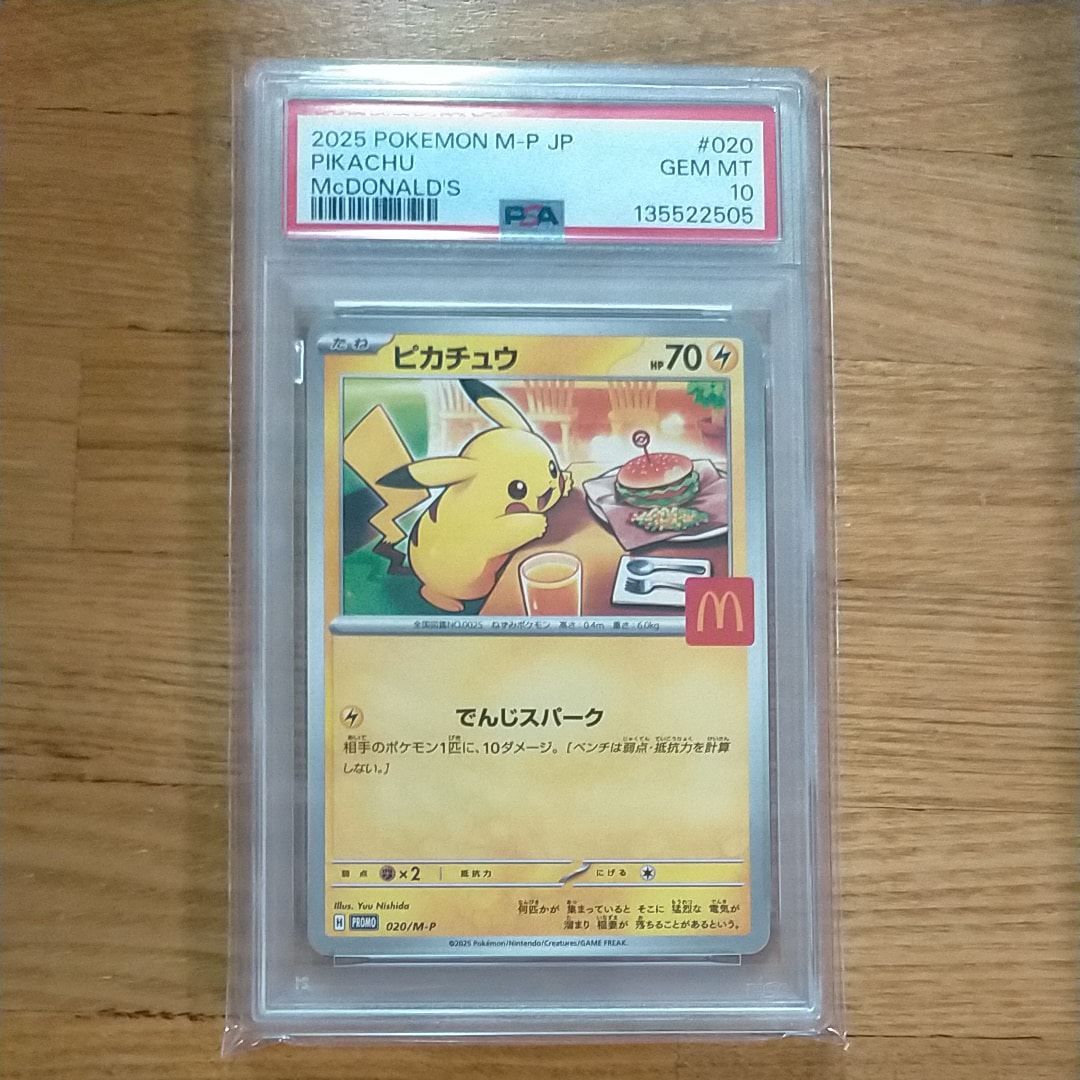 2025 POKEMON M-P JP
#020
PIKACHU
GEM MT
McDONALD'S
10
PSA
135522505
たね
ピカチュウ
HP70
全国図鑑NO.0025 ねずみポケモン 高さ:0.4m 重さ:6.0kg
でんじスパーク
相手のポケモン1匹に、10ダメージ。[ベンチは弱点・抵抗力を計算
しない。]
弱点 ×2 抵抗力 にげる
Illus. Yuu Nishida
何匹かが 集まっていると そこに 猛烈な 電気が
溜まり 稲妻が 落ちることがあるという。
H PROMO 020/M-P
©2025 Pokémon/Nintendo/Creatures/GAME FREAK.